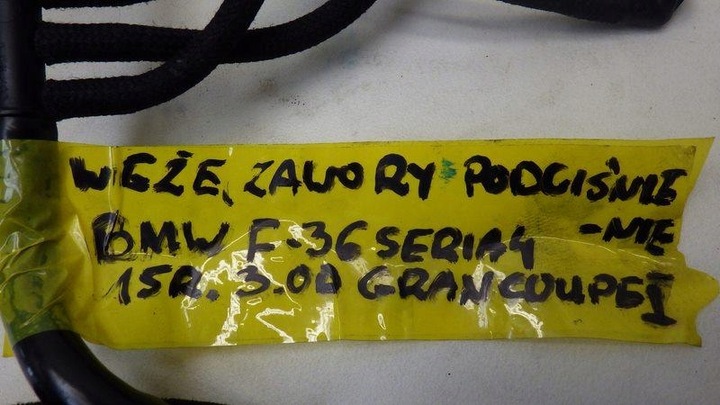 WĘŻE, ZAWORY PODCIŚNIE
-NIE
BMW F-36 SERIA 4
15R. 3.0D GRANCOUPE I